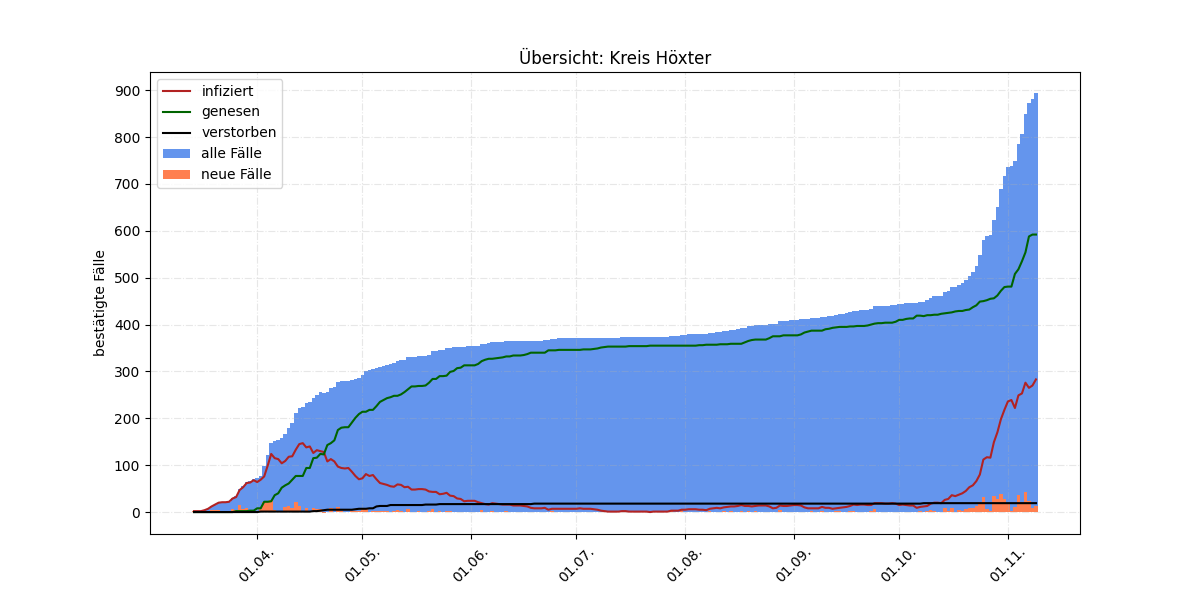 Übersicht: Kreis Höxter
infiziert
genesen
verstorben
alle Fälle
neue Fälle
bestätigte Fälle
900
800
700
600
500
400
300
200
100
0
01.04.
01.05.
01.06.
01.07.
01.08.
01.09.
01.10.
01.11.